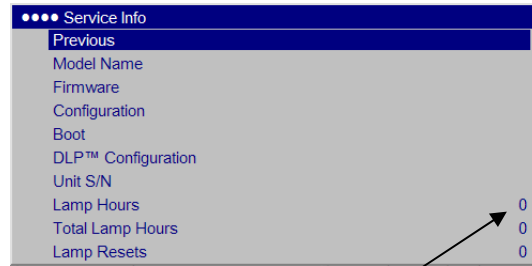 •••• Service Info
Previous
Model Name
Firmware
Configuration
Boot
DLP™ Configuration
Unit S/N
Lamp Hours 0
Total Lamp Hours 0
Lamp Resets 0